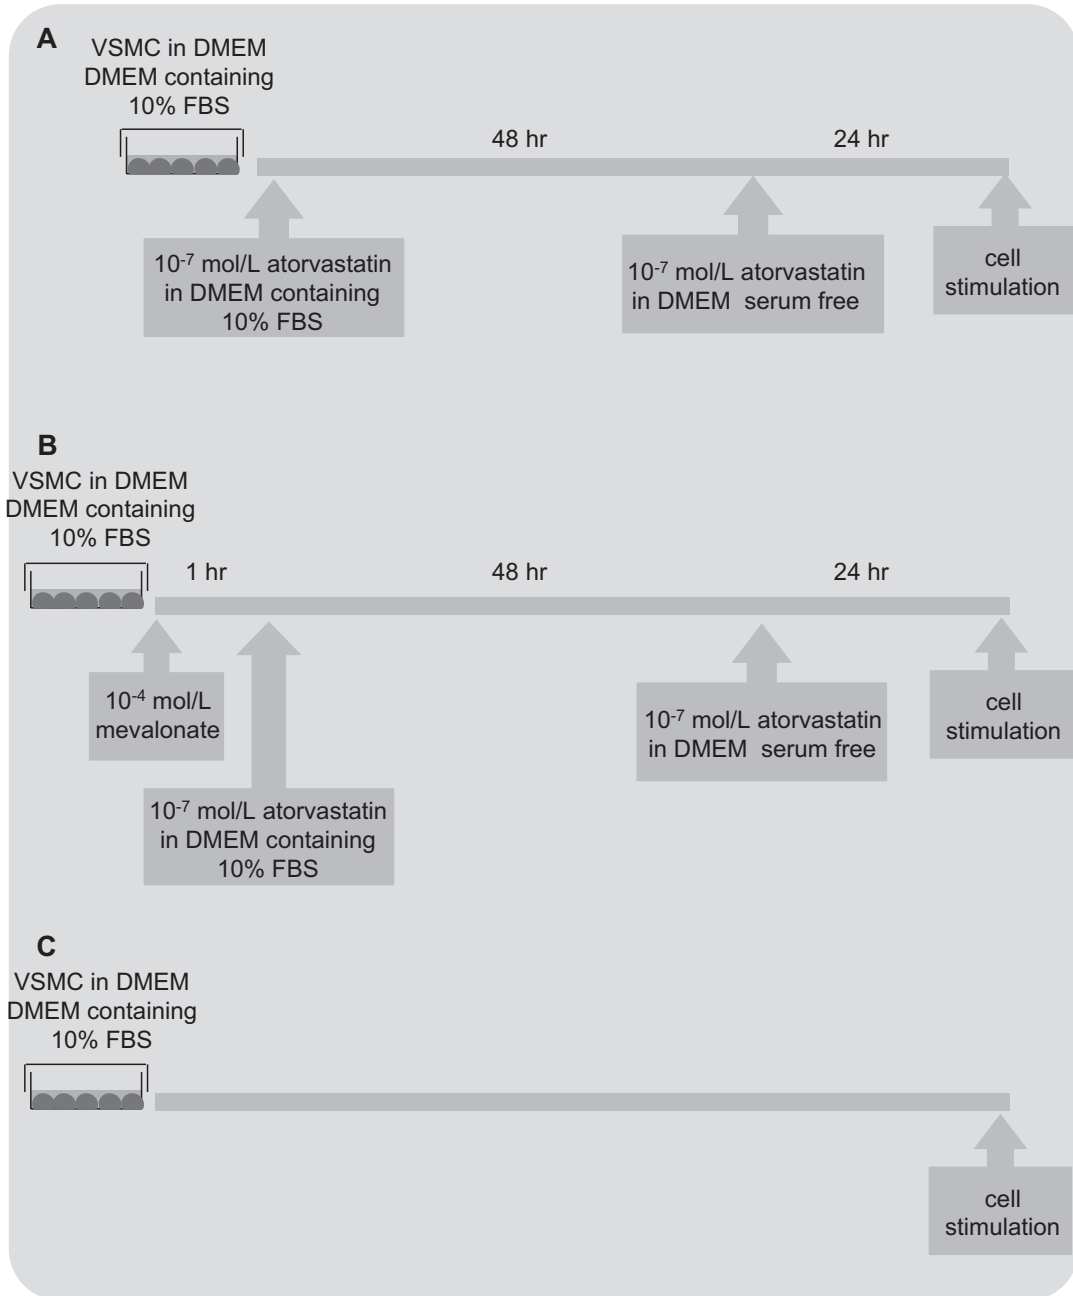 A
VSMC in DMEM
DMEM containing
10% FBS
48 hr
24 hr
10-7 mol/L atorvastatin
in DMEM containing
10% FBS
10-7 mol/L atorvastatin
in DMEM serum free
cell
stimulation
B
VSMC in DMEM
DMEM containing
10% FBS
1 hr
48 hr
24 hr
10-4 mol/L
mevalonate
10-7 mol/L atorvastatin
in DMEM containing
10% FBS
10-7 mol/L atorvastatin
in DMEM serum free
cell
stimulation
C
VSMC in DMEM
DMEM containing
10% FBS
cell
stimulation